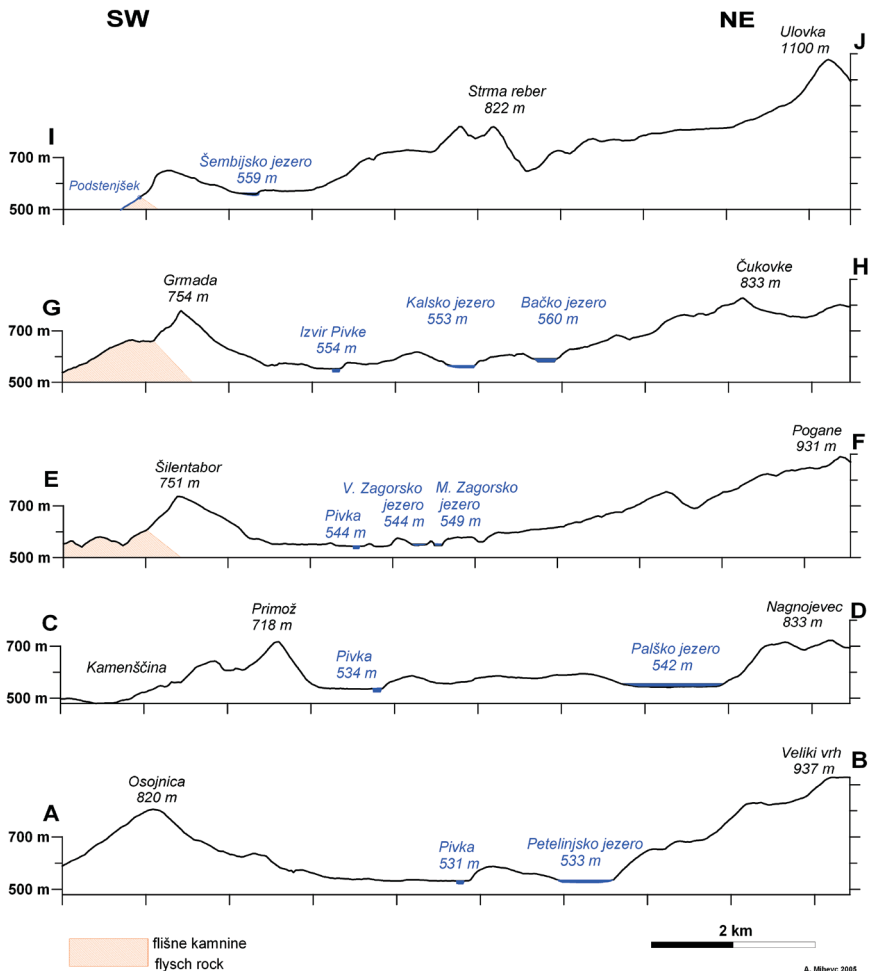 SW
NE
Ulovka
1100 m
J
Strma reber
822 m
I
700 m
Šembijsko jezero
559 m
Podstenjšek
500 m
H
Čukovke
833 m
Grmada
754 m
G
Kalsko jezero
553 m
Bačko jezero
560 m
Izvir Pivke
554 m
700 m
500 m
Pogane
931 m
F
Šilentabor
751 m
E
V. Zagorsko
jezero
544 m
M. Zagorsko
jezero
549 m
Pivka
544 m
700 m
500 m
Primož
718 m
Nagnojevec
833 m
D
C
700 m
Kamenščina
Pivka
534 m
Palško jezero
542 m
500 m
Veliki vrh
937 m
B
Osojnica
820 m
A
700 m
Pivka
531 m
Petelinjsko jezero
533 m
500 m
2 km
flišne kamnine
flysch rock
A. Mihevc 2005